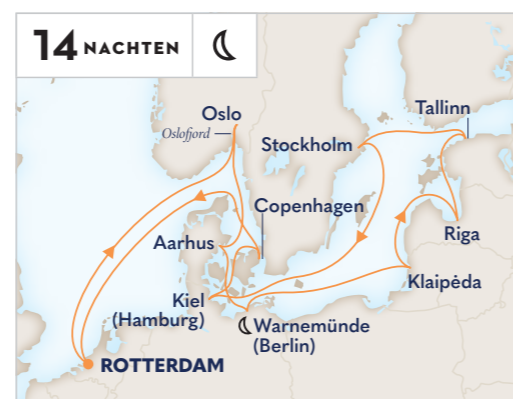 14 NACHTEN
Oslo
Oslofjord
Tallinn
Stockholm
Copenhagen
Aarhus
Riga
Klaipėda
Kiel
(Hamburg)
Warnemünde
(Berlin)
ROTTERDAM